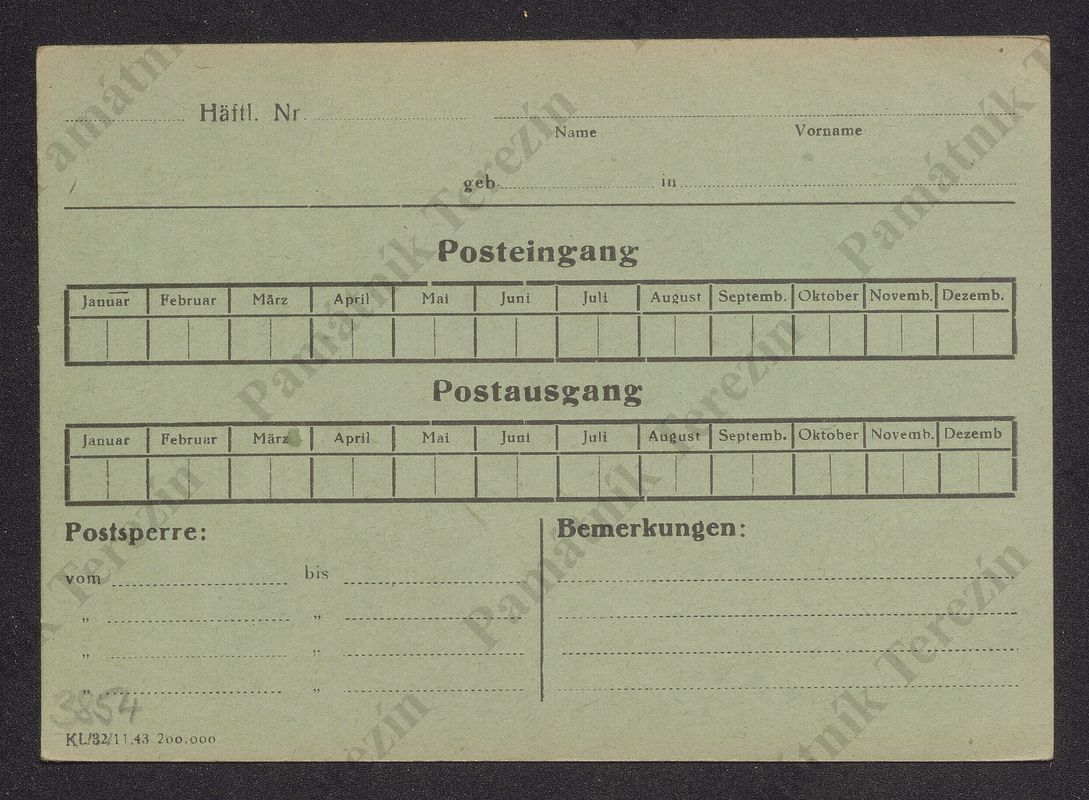 Häftl. Nr
Name Vorname
geb. in
Posteingang
Januar Februar März April Mai Juni Juli August Septemb. Oktober Novemb. Dezemb.
Postausgang
Januar Februar März April Mai Juni Juli August Septemb. Oktober Novemb. Dezemb
Postsperre: Bemerkungen:
vom bis
„ „
„ „
„ „
3854
KL/32/11.43 200.000
Památník Terezín